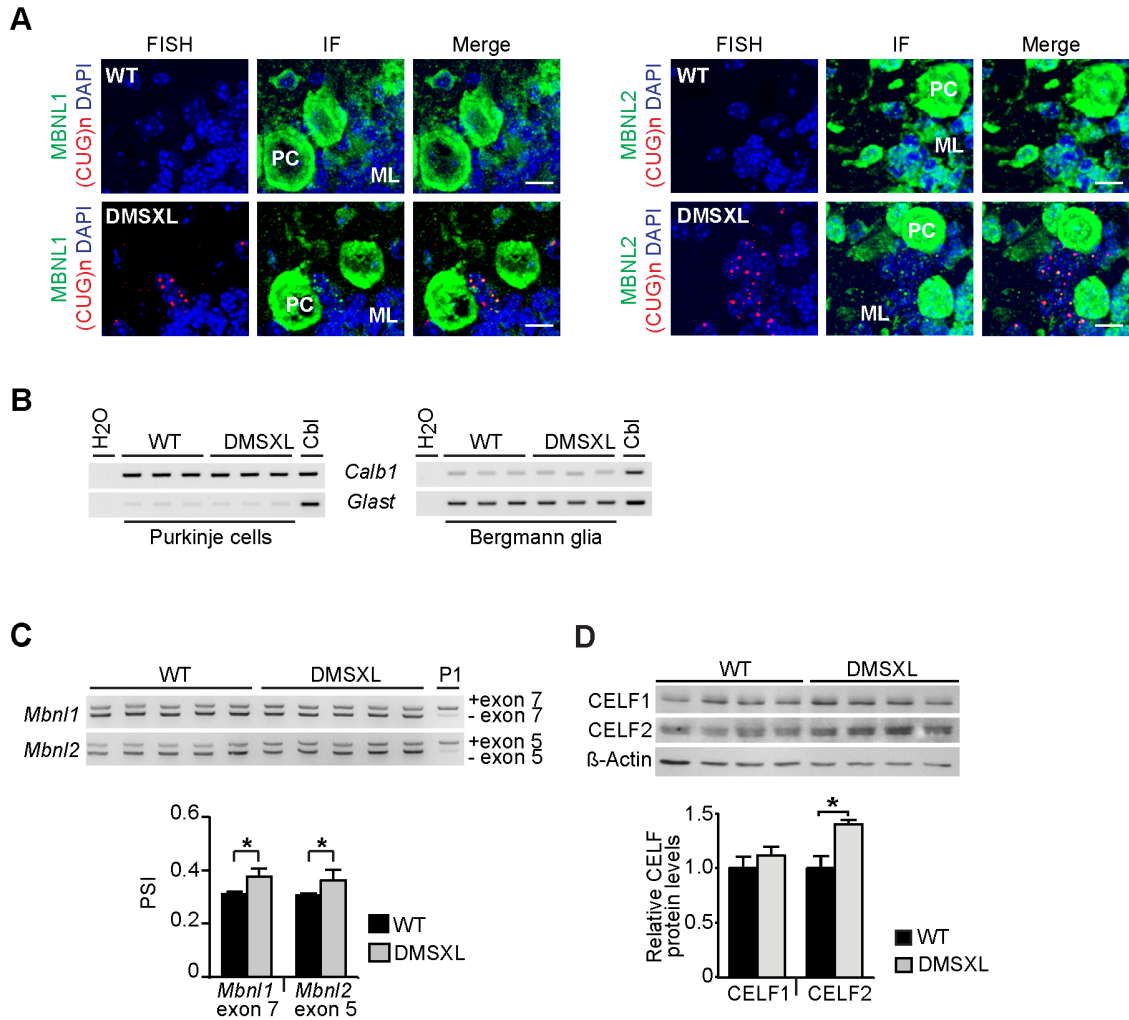 A
FISH IF Merge
MBNL1
(CUG)n DAPI
WT
PC
ML
MBNL1
(CUG)n DAPI
DMSXL
PC
ML
FISH IF Merge
MBNL2
(CUG)n DAPI
WT
PC
ML
MBNL2
(CUG)n DAPI
DMSXL
PC
ML
B
H2O WT DMSXL Cbl
H2O WT DMSXL Cbl
Calb1
Glast
Purkinje cells
Bergmann glia
C
WT DMSXL P1
Mbnl1
+exon 7
- exon 7
Mbnl2
+exon 5
- exon 5
PSI
0.6
0.4
0.2
0
*
*
Mbnl1
exon 7
Mbnl2
exon 5
WT
DMSXL
D
WT DMSXL
CELF1
CELF2
ß-Actin
Relative CELF
protein levels
1.5
1.0
0.5
0
*
CELF1 CELF2
WT
DMSXL